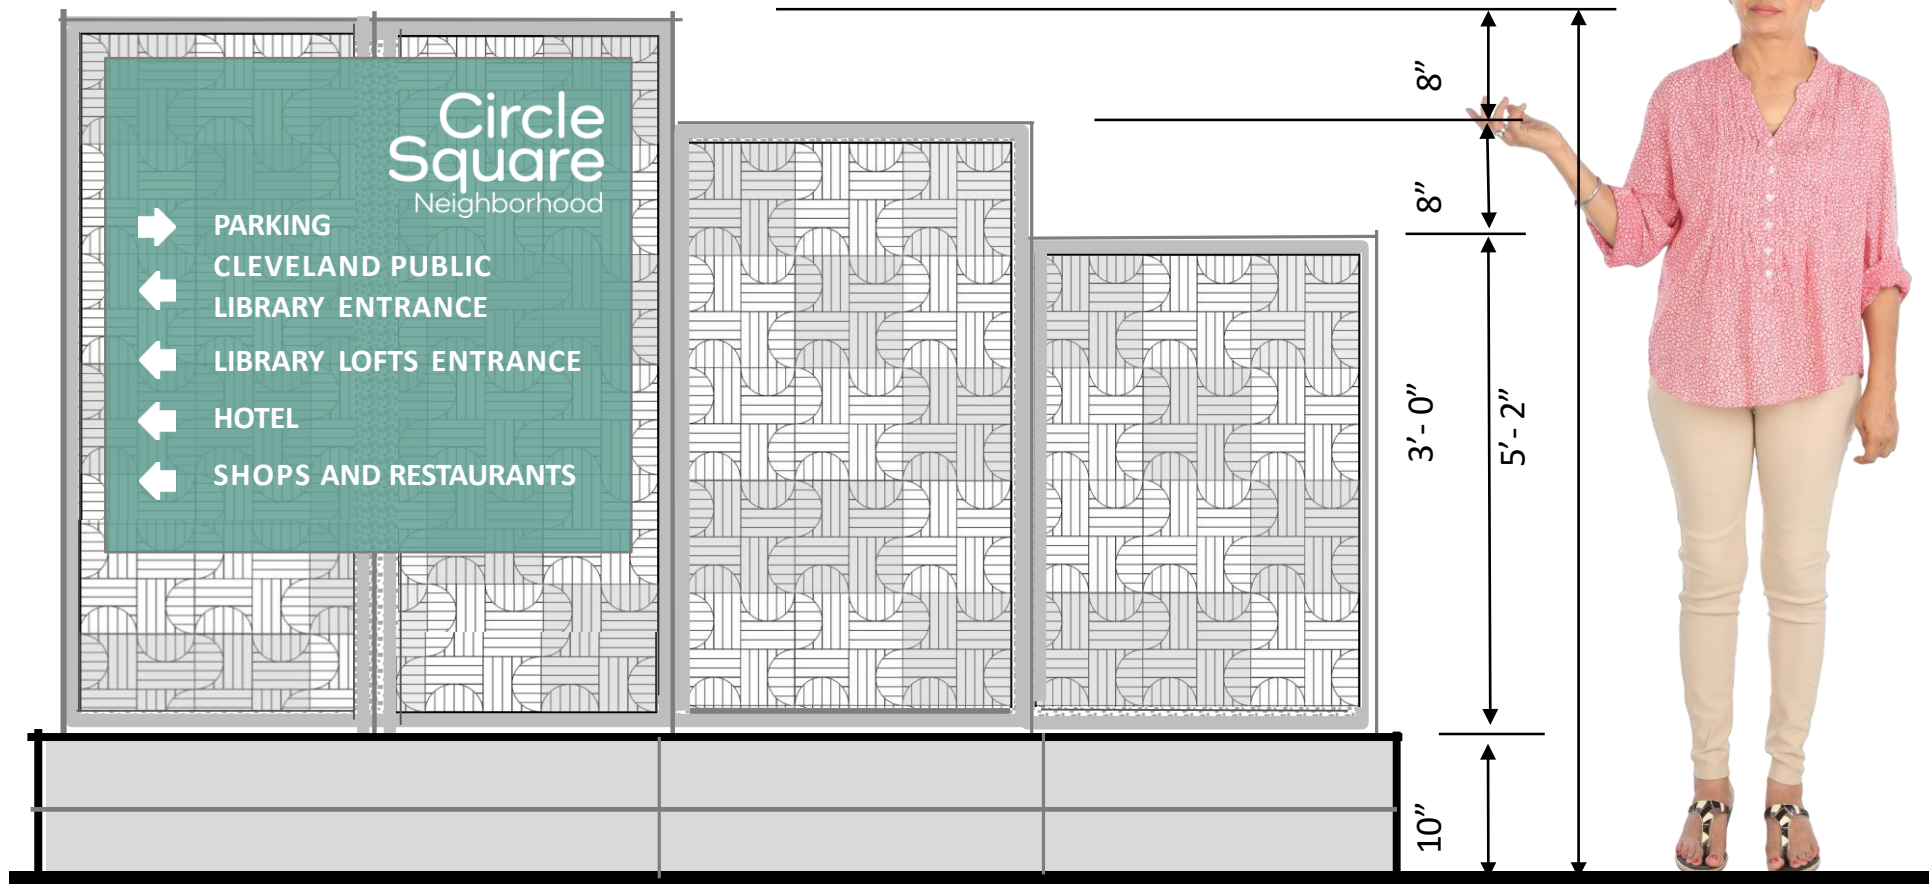 Circle
Square
Neighborhood
PARKING
CLEVELAND PUBLIC
LIBRARY ENTRANCE
LIBRARY LOFTS ENTRANCE
HOTEL
SHOPS AND RESTAURANTS
8”
8”
3’- 0”
5’- 2”
10”